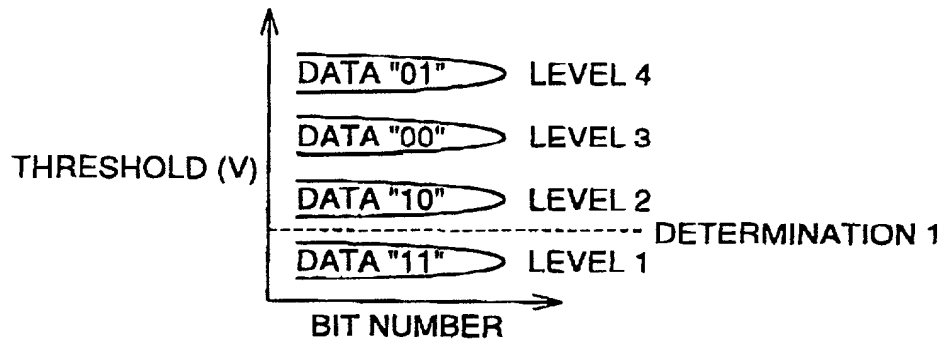 DATA "01" LEVEL 4
DATA "00" LEVEL 3
THRESHOLD (V)
DATA "10" LEVEL 2
DETERMINATION 1
DATA "11" LEVEL 1
BIT NUMBER